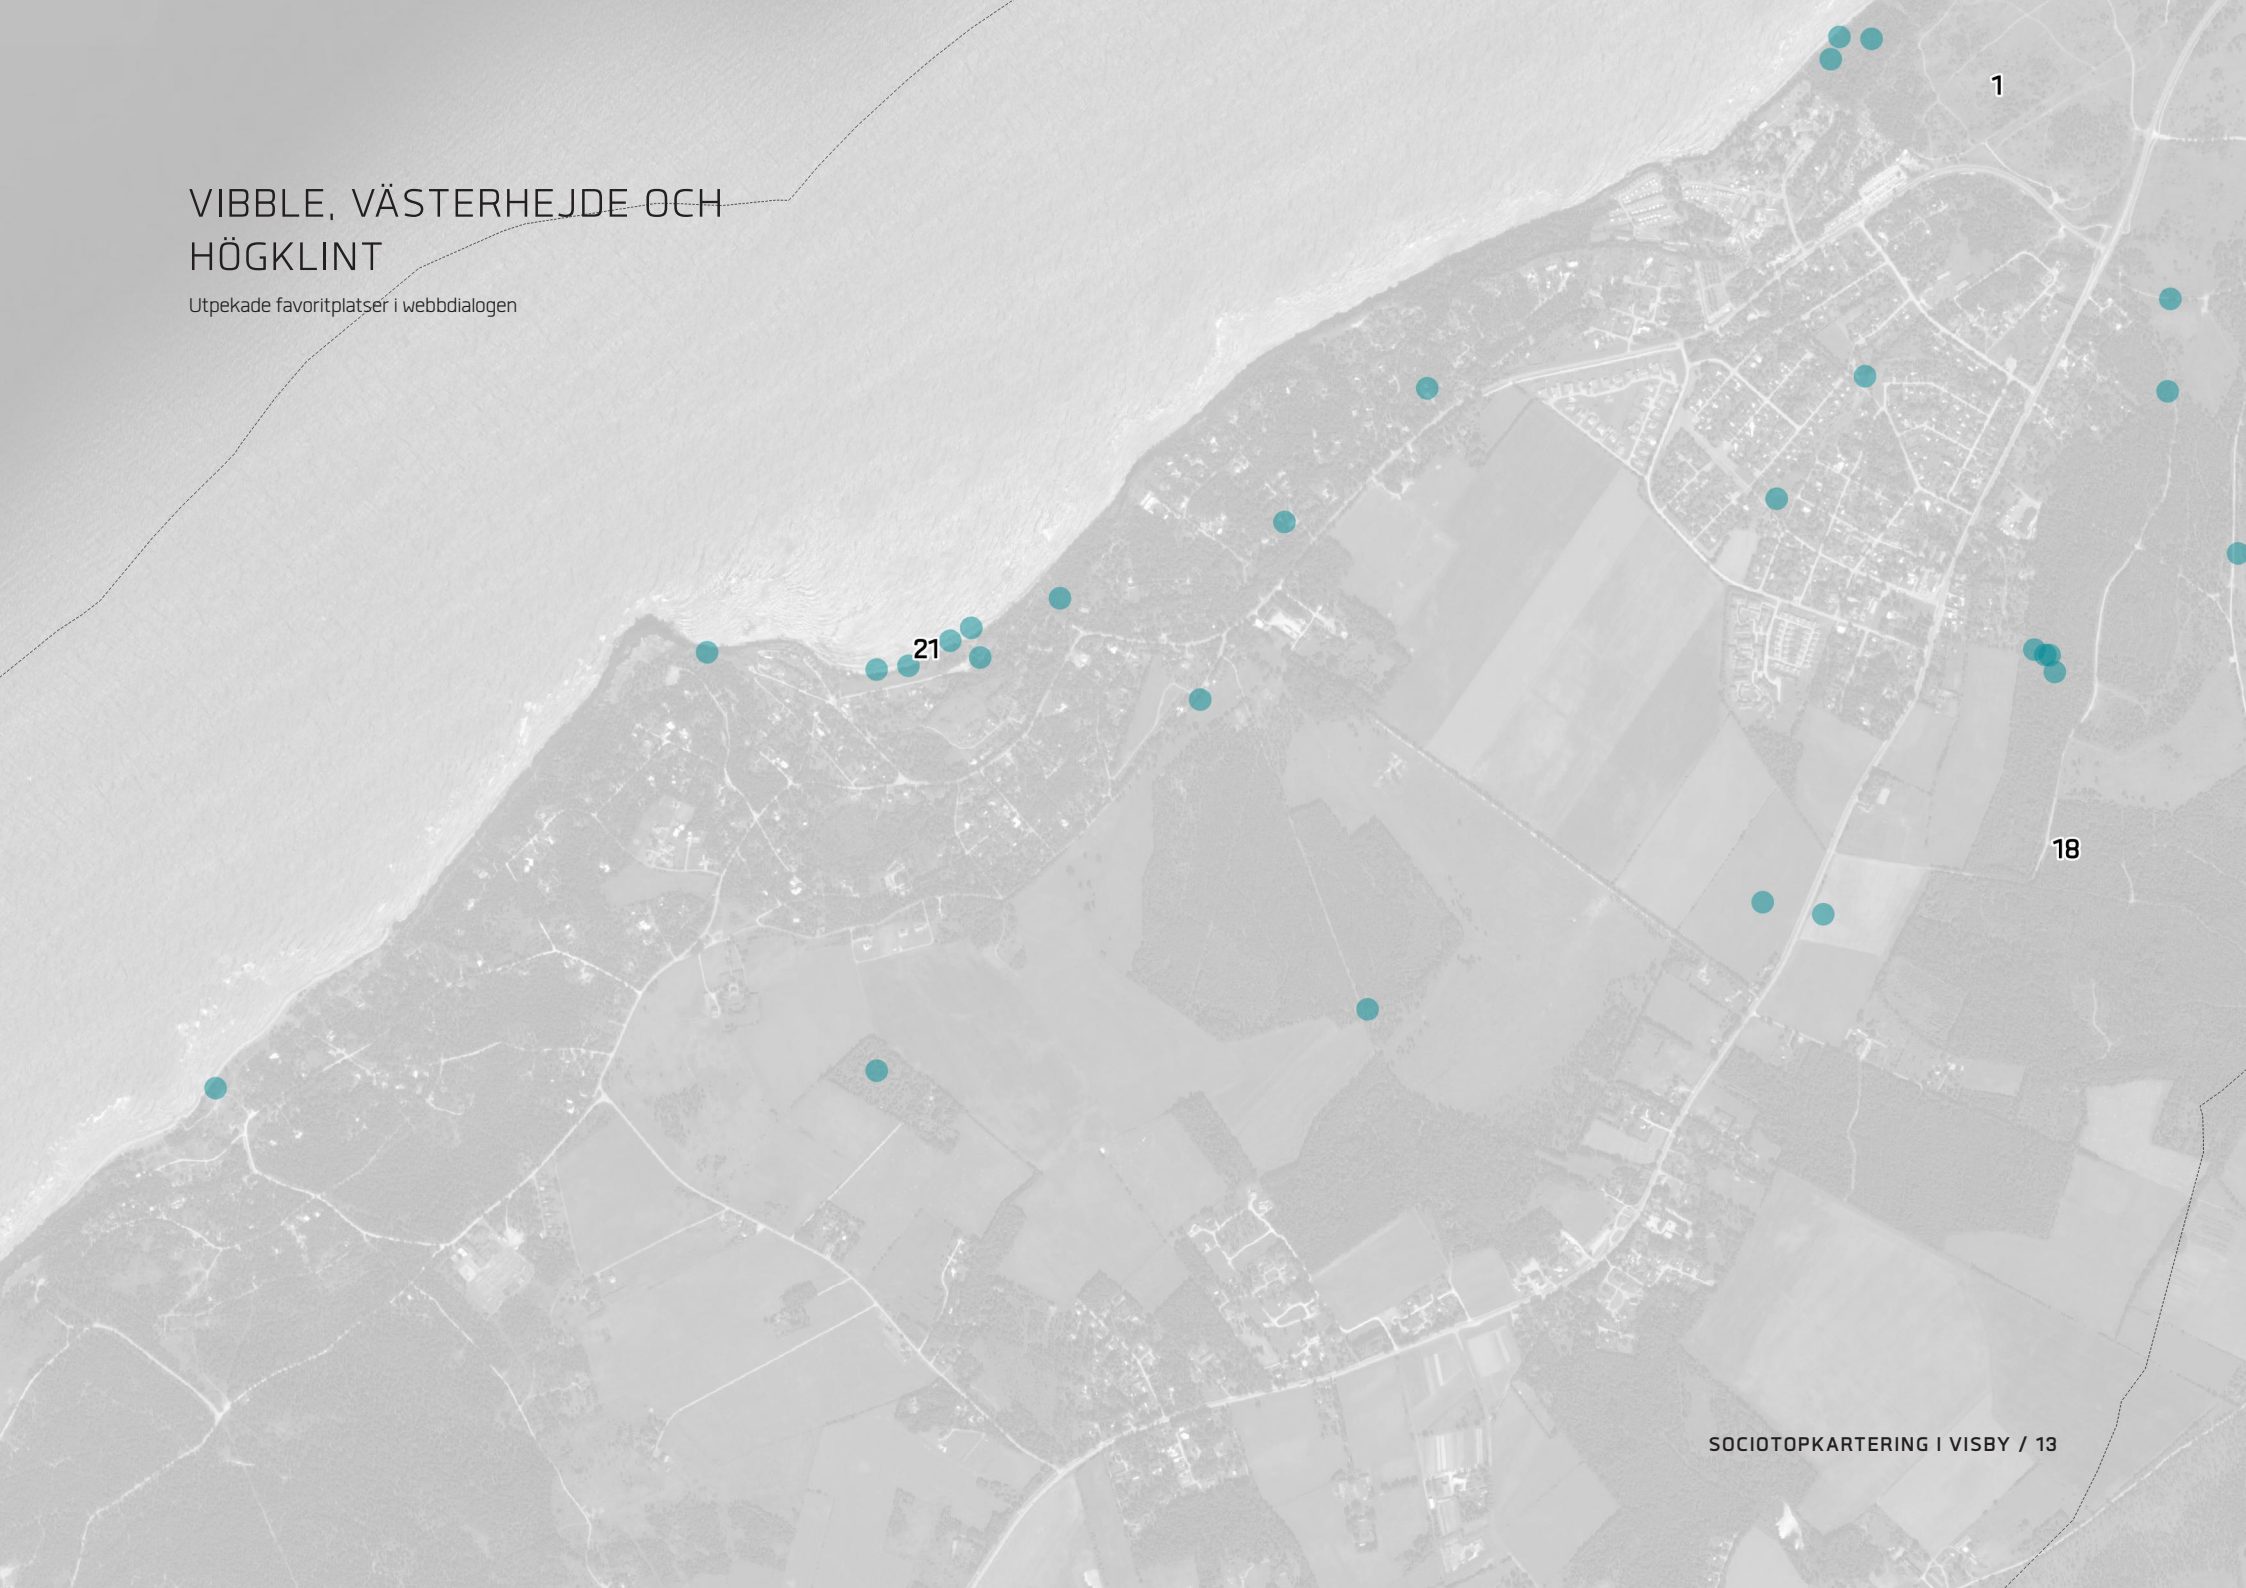 1
VIBBLE, VÄSTERHEJDE OCH
HÖGKLINT
Utpekade favoritplatser i webbdialogen
21
18
SOCIOTOPKARTERING I VISBY / 13